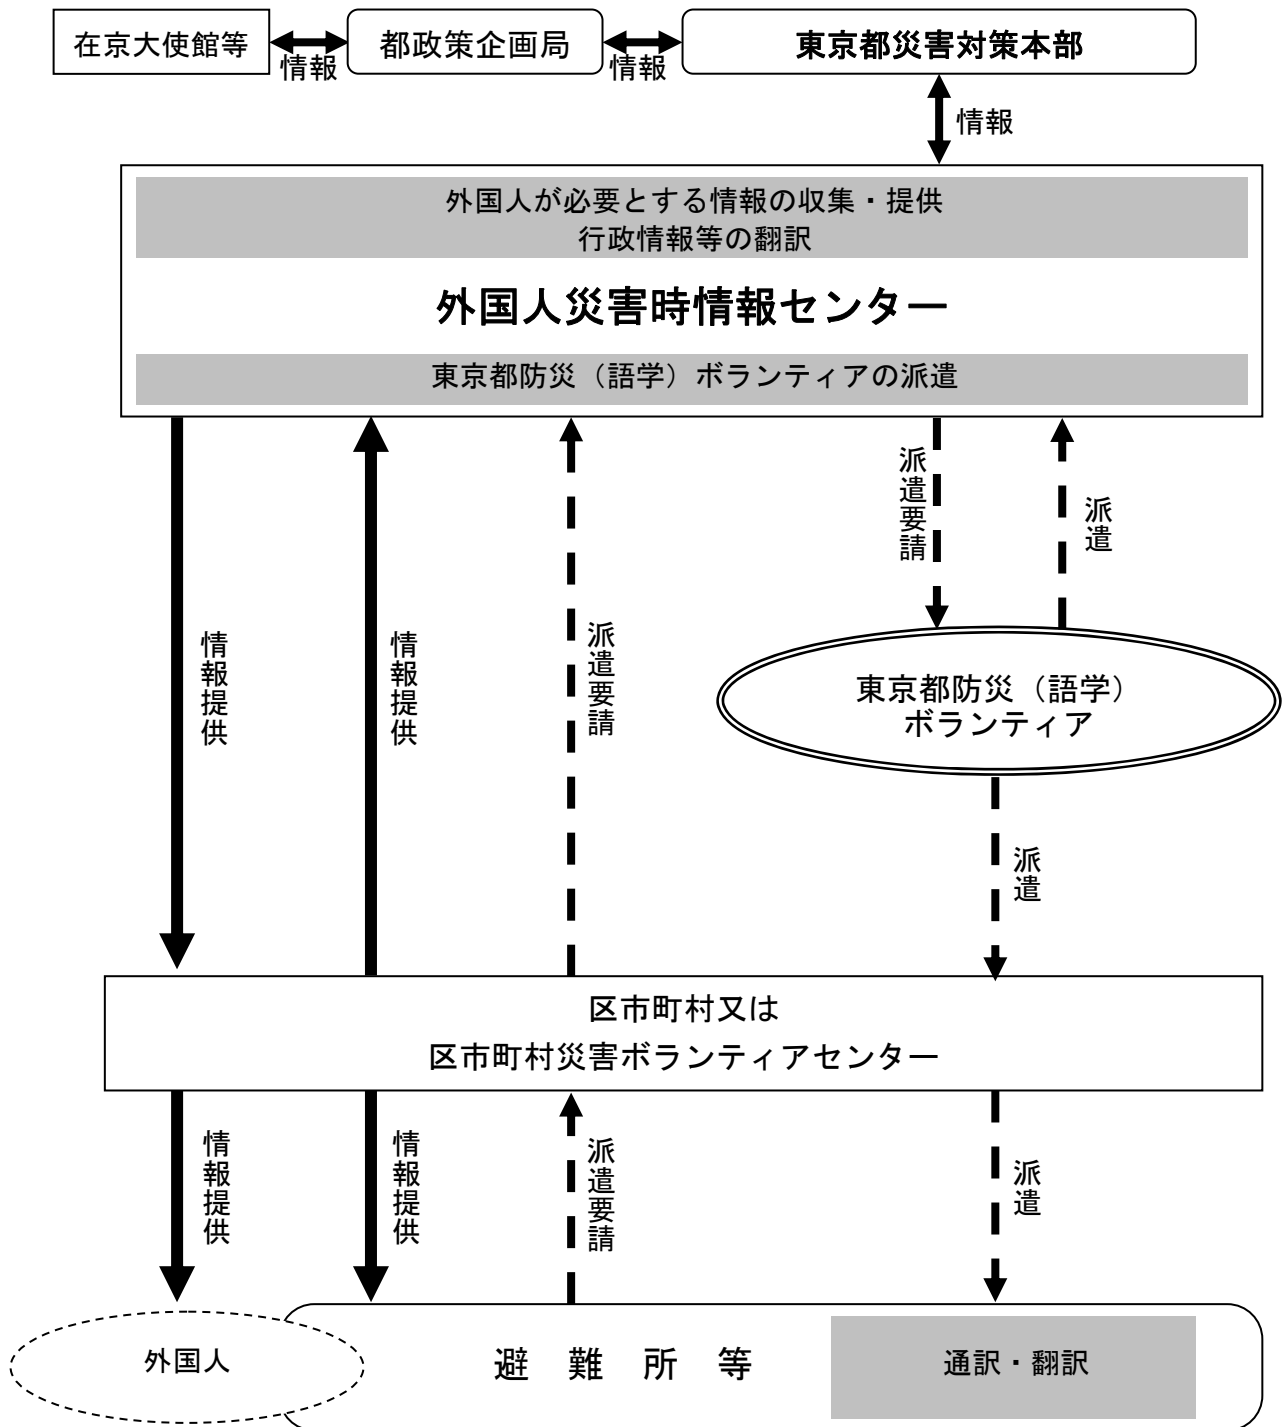 在京大使館等
情報
都政策企画局
情報
東京都災害対策本部
情報
外国人が必要とする情報の収集・提供
行政情報等の翻訳
外国人災害時情報センター
東京都防災（語学）ボランティアの派遣
情報提供
情報提供
派遣要請
派遣要請
派遣
東京都防災（語学）
ボランティア
派遣
区市町村又は
区市町村災害ボランティアセンター
情報提供
情報提供
派遣要請
派遣
外国人
避難所等
通訳・翻訳